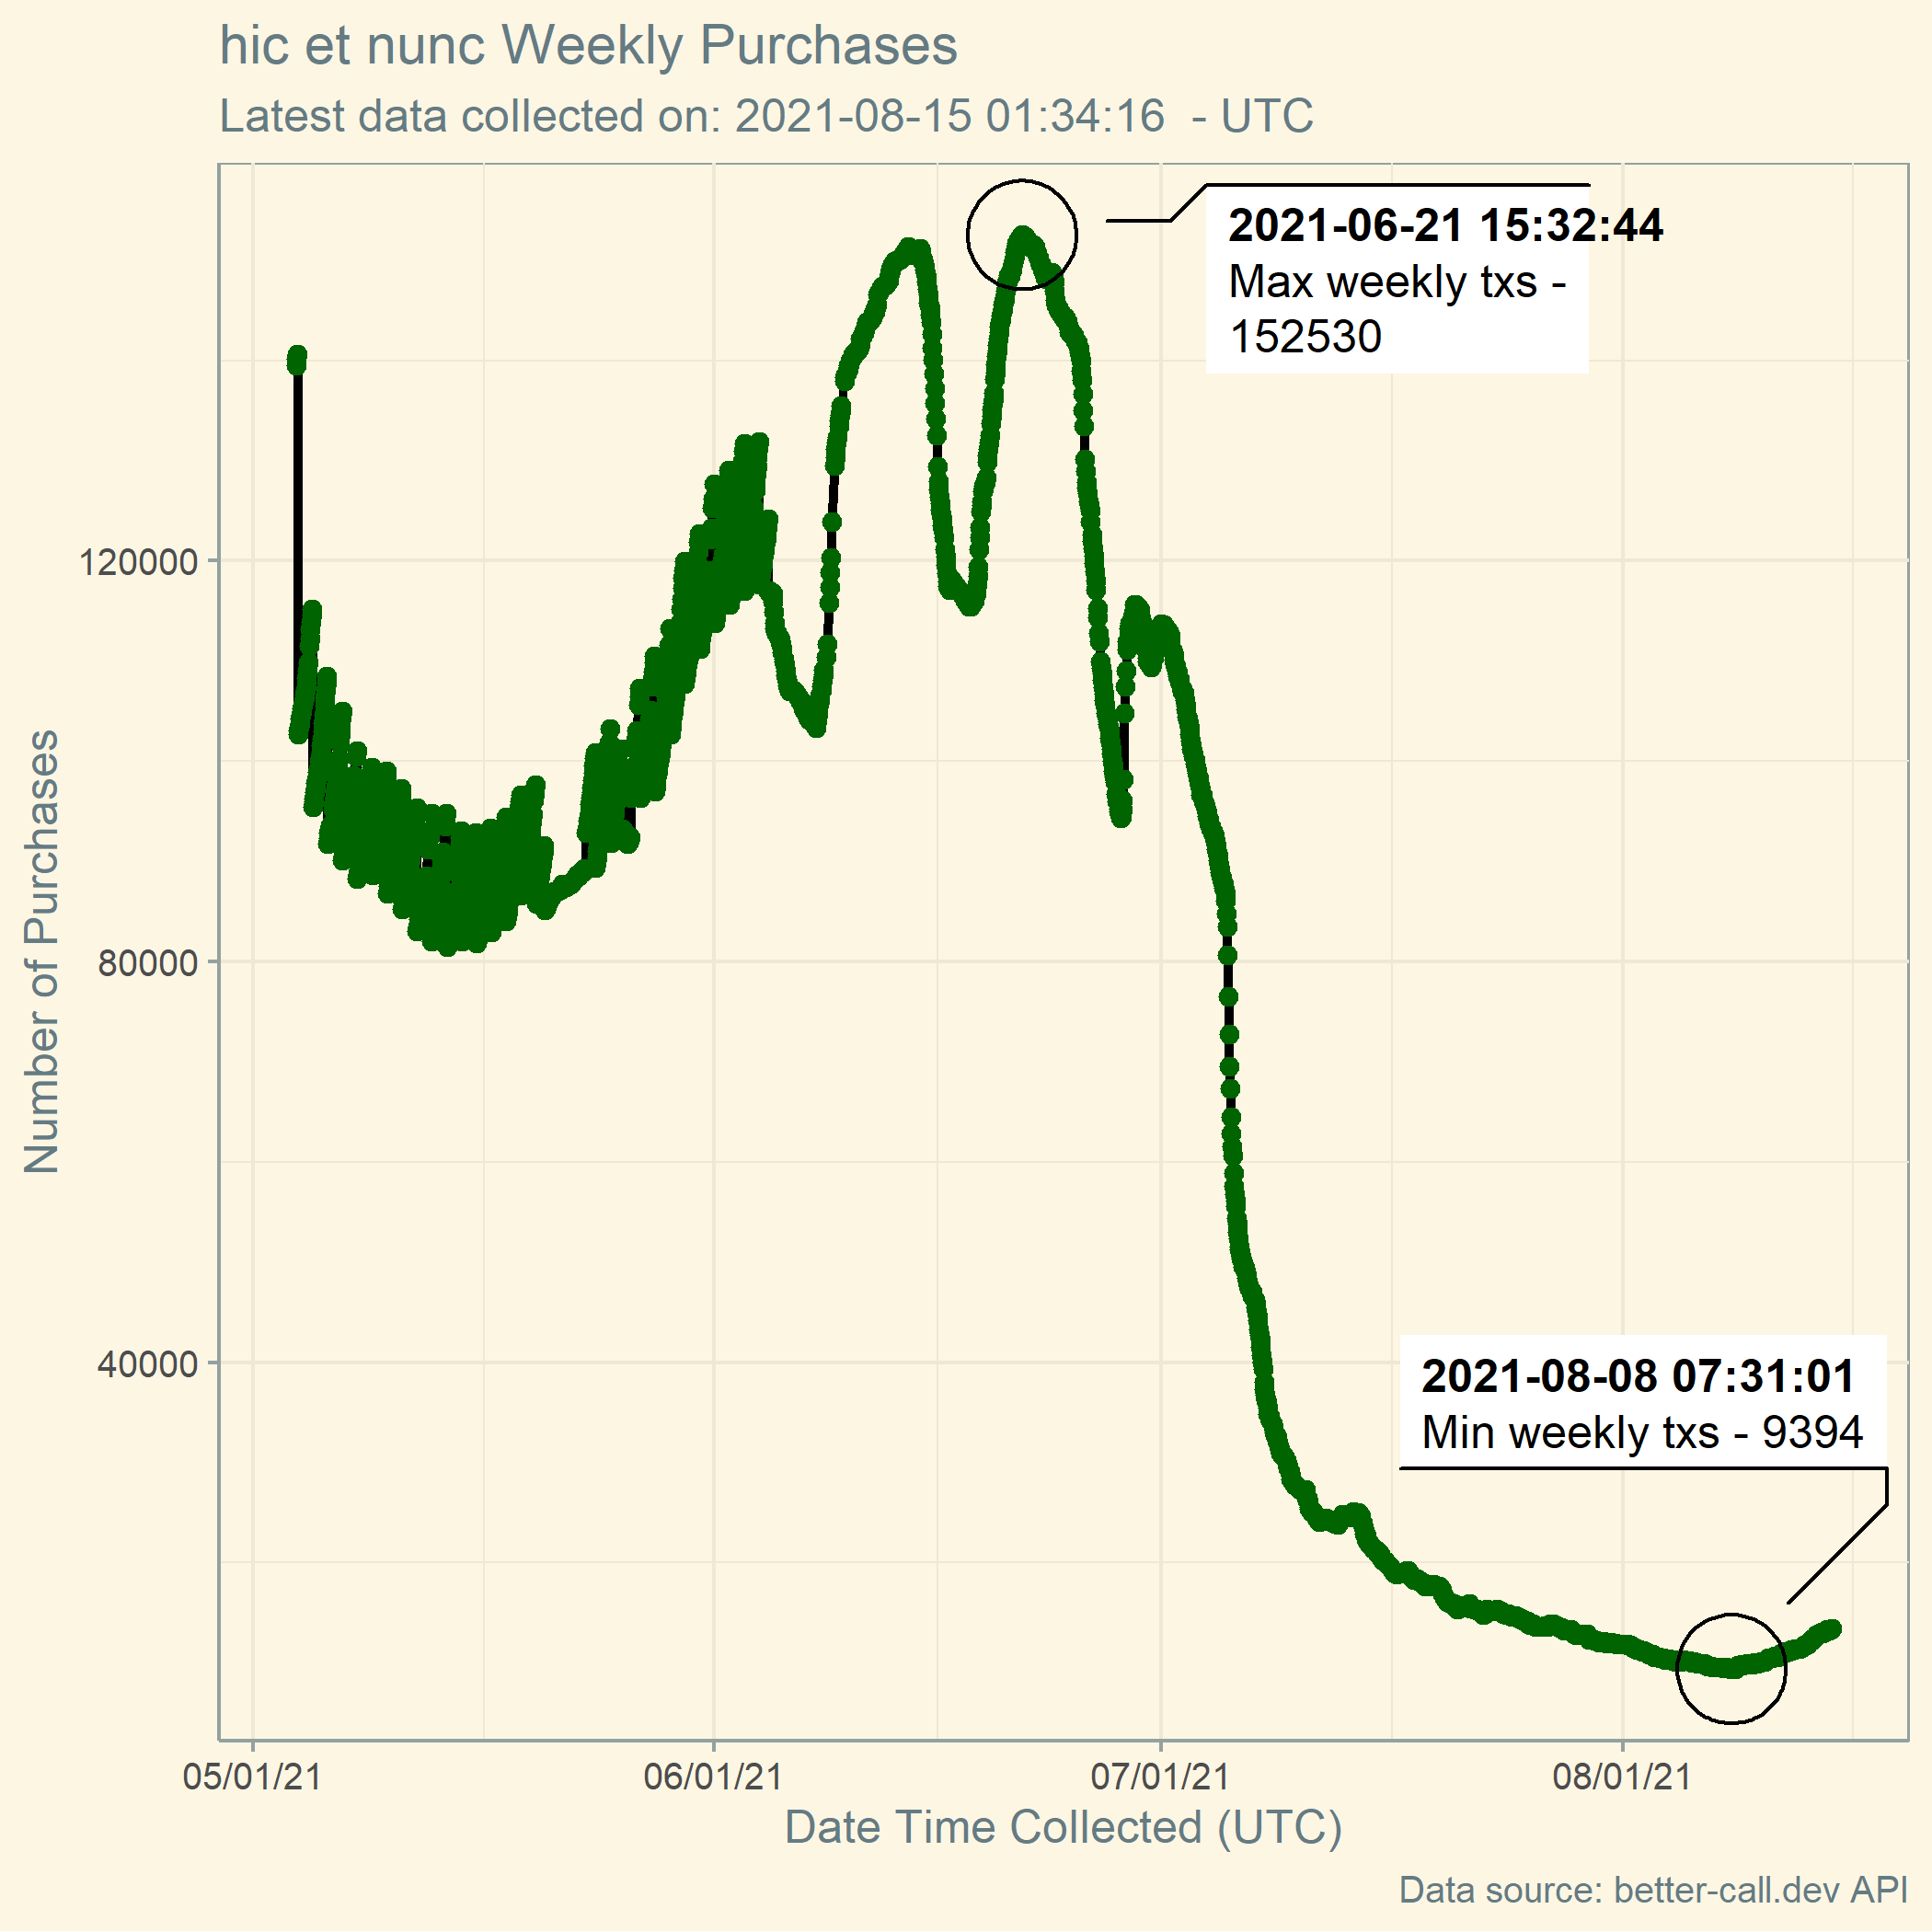 hic et nunc Weekly Purchases
Latest data collected on: 2021-08-15 01:34:16  - UTC
2021-06-21 15:32:44
Max weekly txs -
152530
120000
80000
40000
Number of Purchases
2021-08-08 07:31:01
Min weekly txs - 9394
05/01/21
06/01/21
07/01/21
08/01/21
Date Time Collected (UTC)
Data source: better-call.dev API